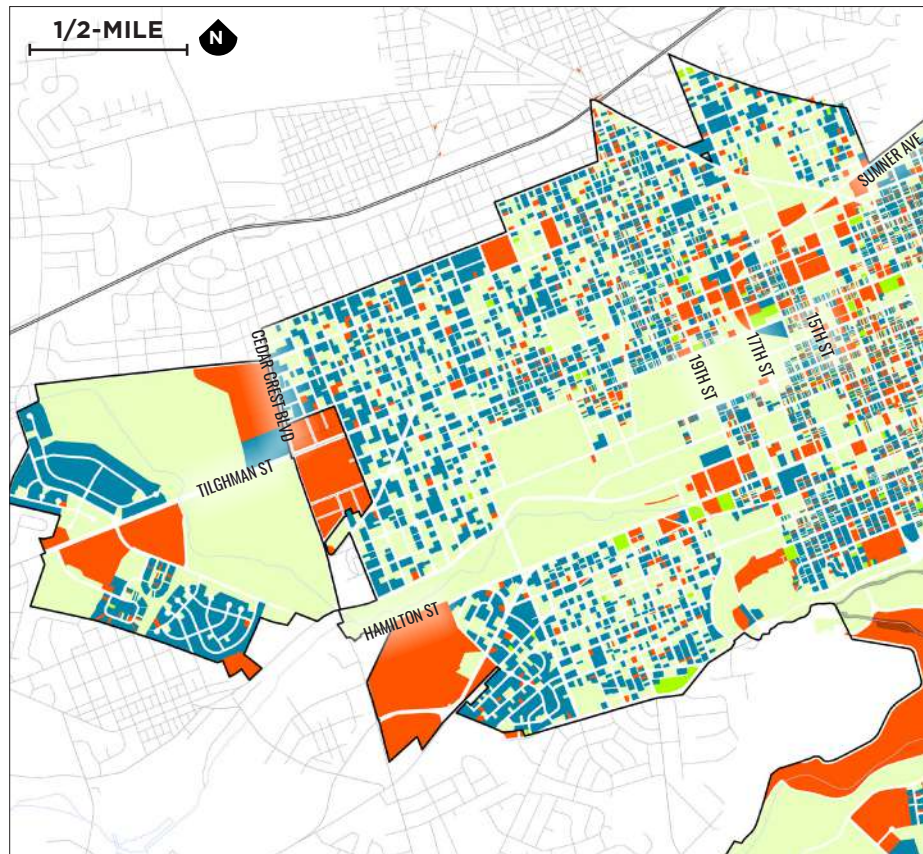 1/2-MILE
N
SUMNER AVE
CEDAR CREST BLVD
15TH ST
17TH ST
19TH ST
TILGHMAN ST
HAMILTON ST